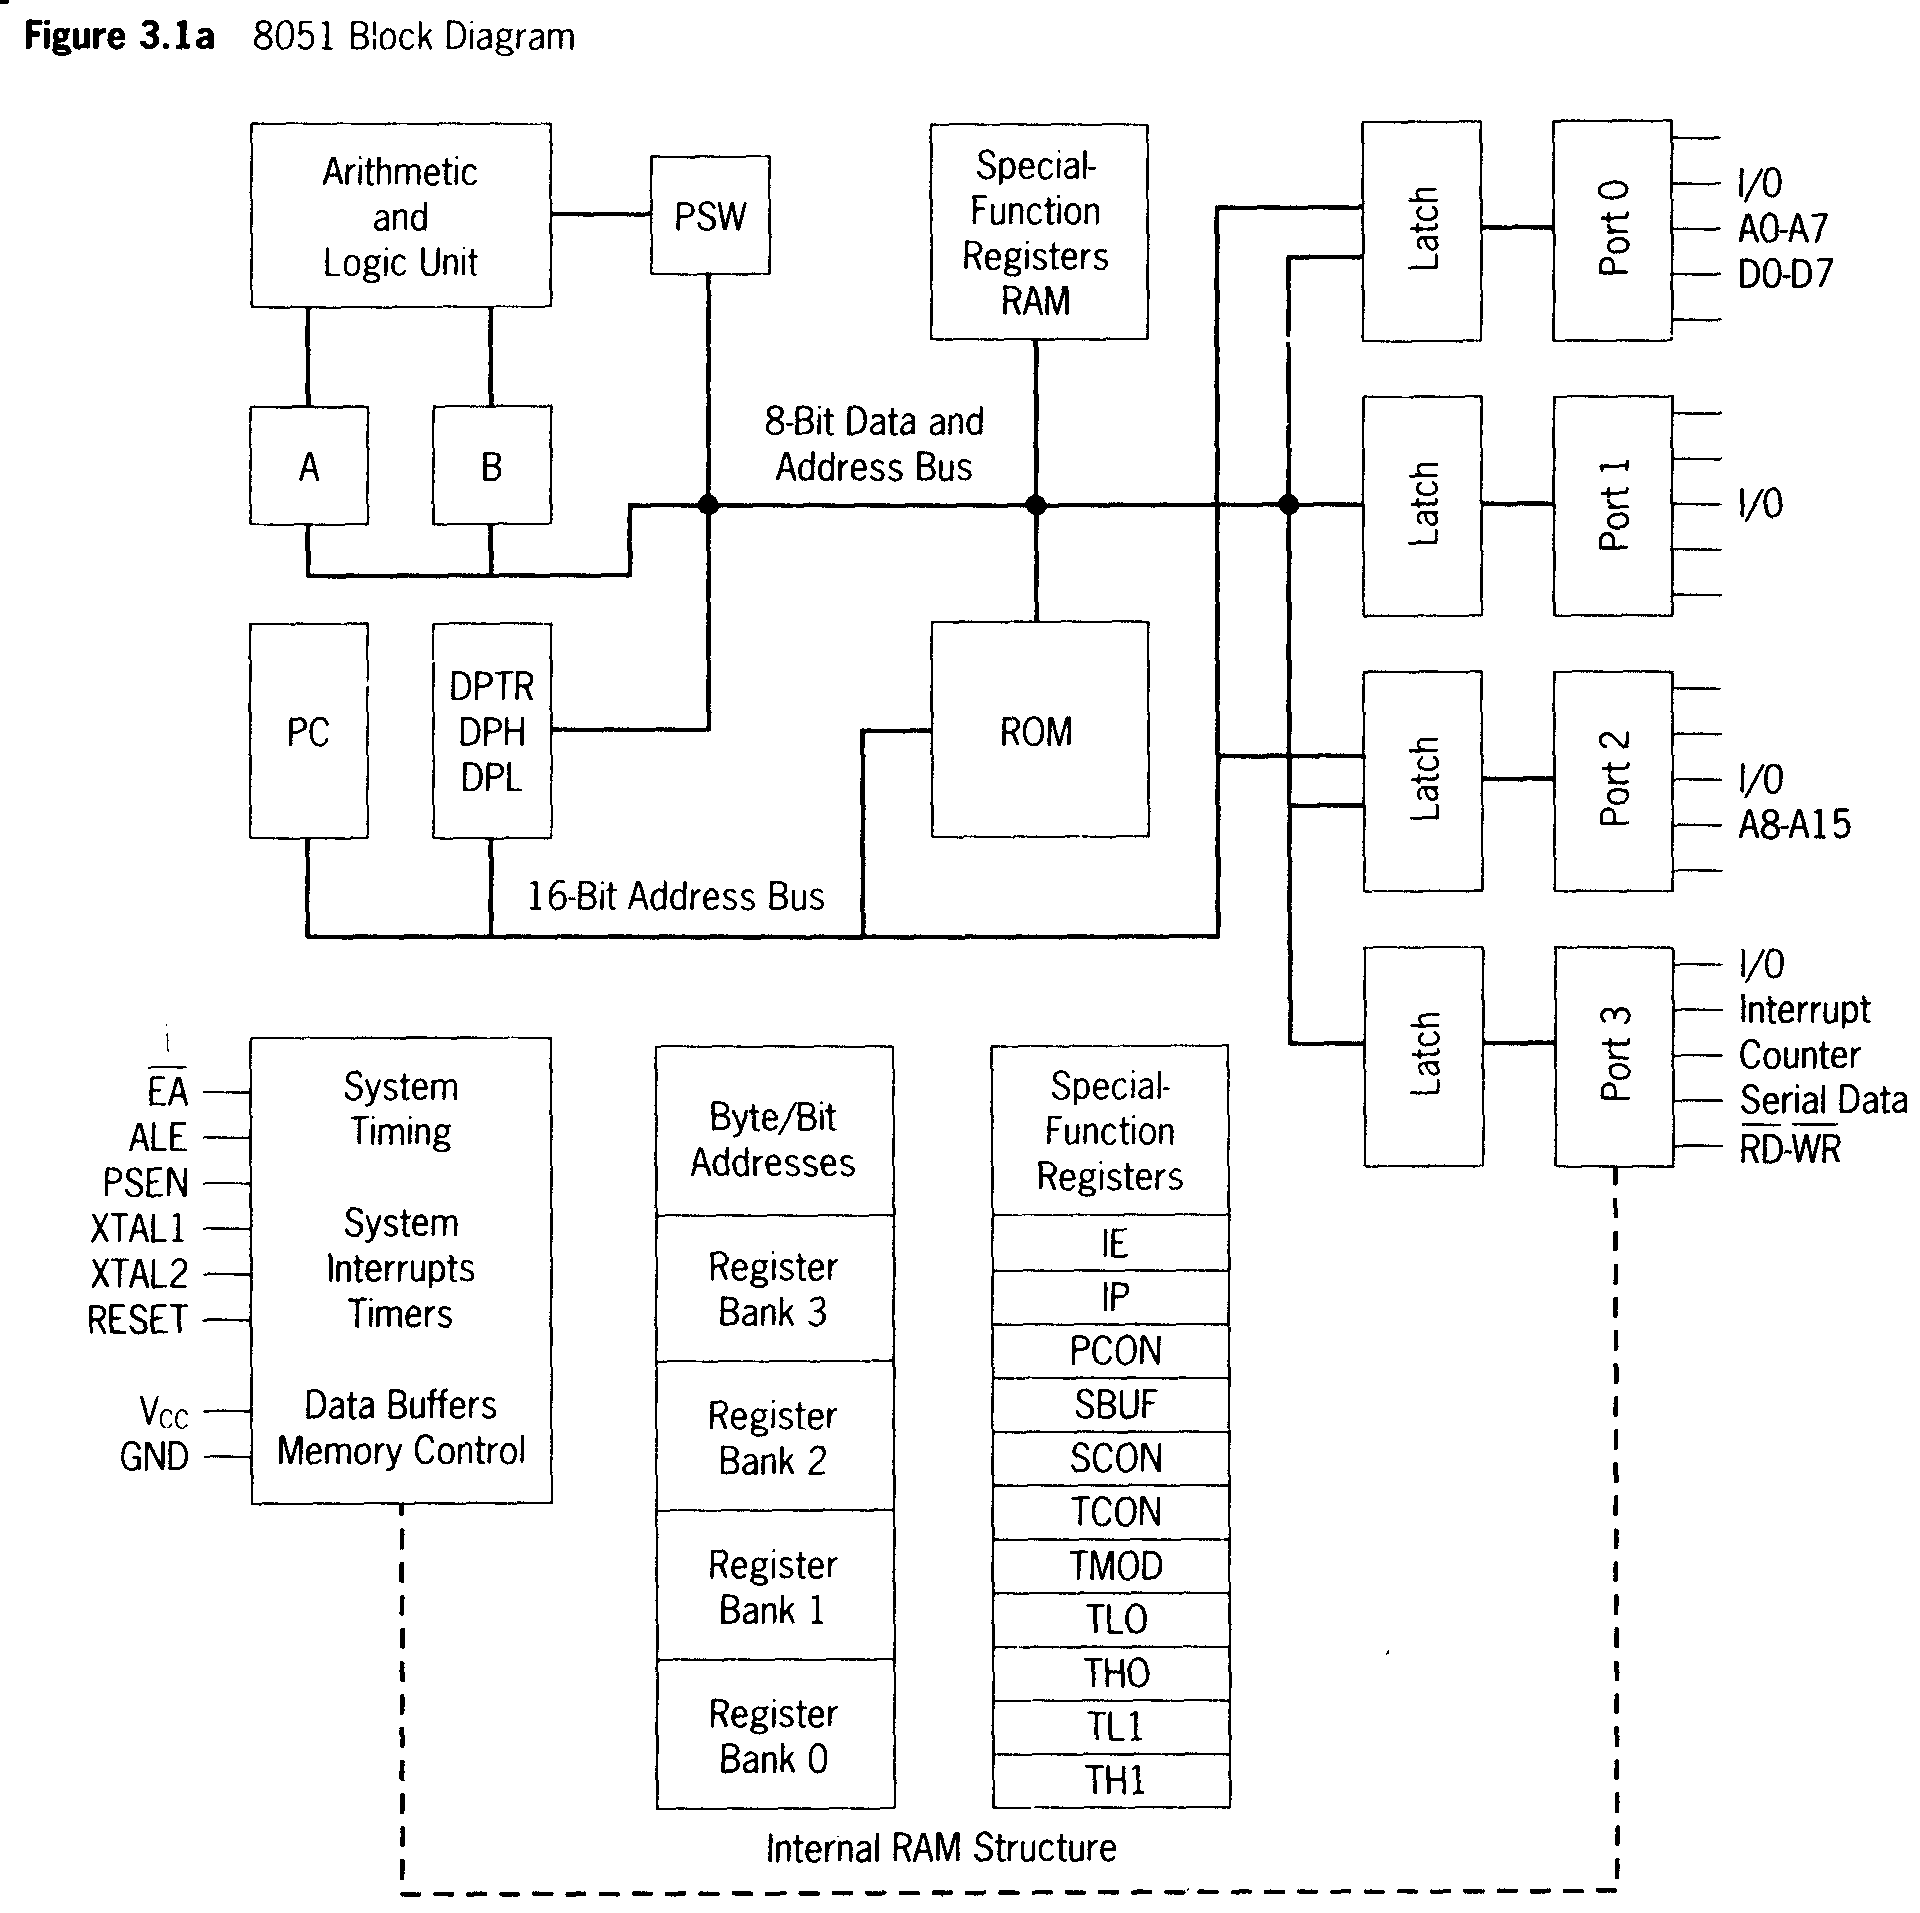 Figure 3.1a 8051 Block Diagram
Arithmetic
and
Logic Unit
PSW
Special-
Function
Registers
RAM
Latch
Port 0
I/O
A0-A7
D0-D7
A
B
8-Bit Data and
Address Bus
Latch
Port 1
I/O
PC
DPTR
DPH
DPL
ROM
Latch
Port 2
I/O
A8-A15
16-Bit Address Bus
Latch
Port 3
I/O
Interrupt
Counter
Serial Data
R̅D̅-W̅R̅
E̅A̅
ALE
PSEN
XTAL1
XTAL2
RESET
VCC
GND
System
Timing
System
Interrupts
Timers
Data Buffers
Memory Control
Byte/Bit
Addresses
Register
Bank 3
Register
Bank 2
Register
Bank 1
Register
Bank 0
Special-
Function
Registers
IE
IP
PCON
SBUF
SCON
TCON
TMOD
TL0
TH0
TL1
TH1
Internal RAM Structure